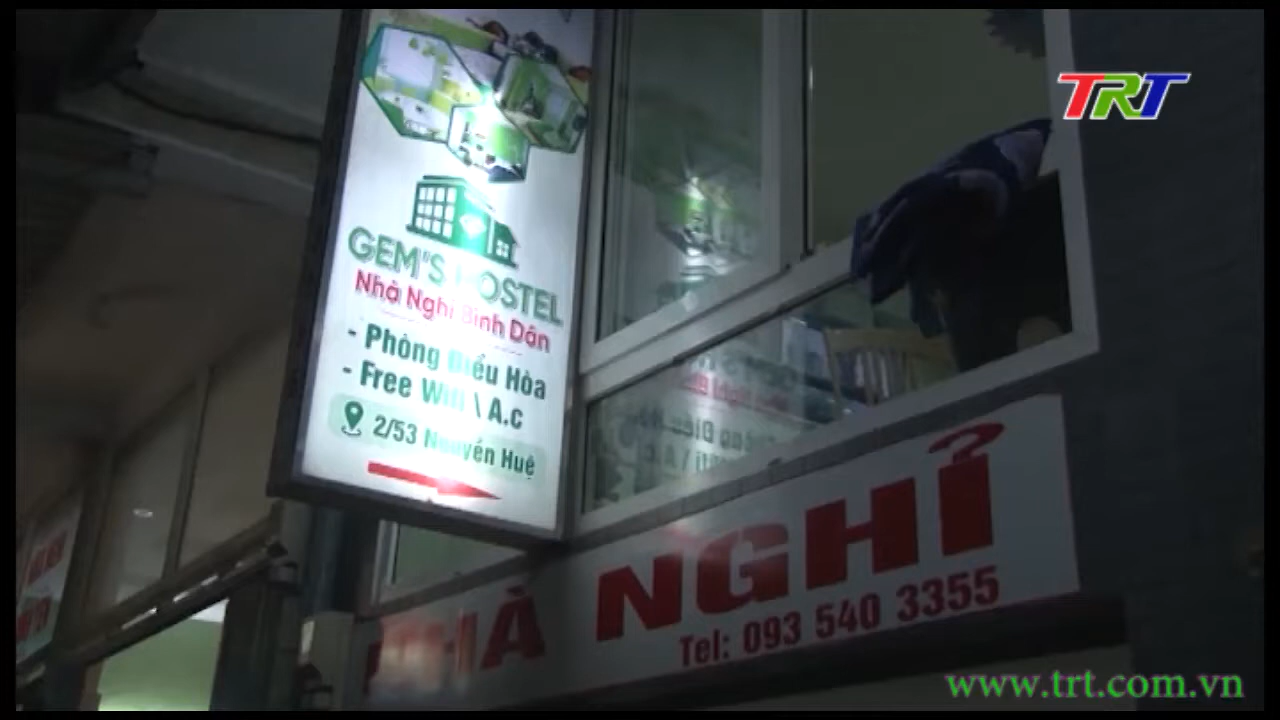 TRT
GEM'S HOSTEL
Nhà Nghỉ Bình Dân
- Phòng Điều Hòa
- Free Wifi \ A.c
2/53 Nguyễn Huệ
NHÀ NGHỈ
Tel: 093 540 3355
www.trt.com.vn